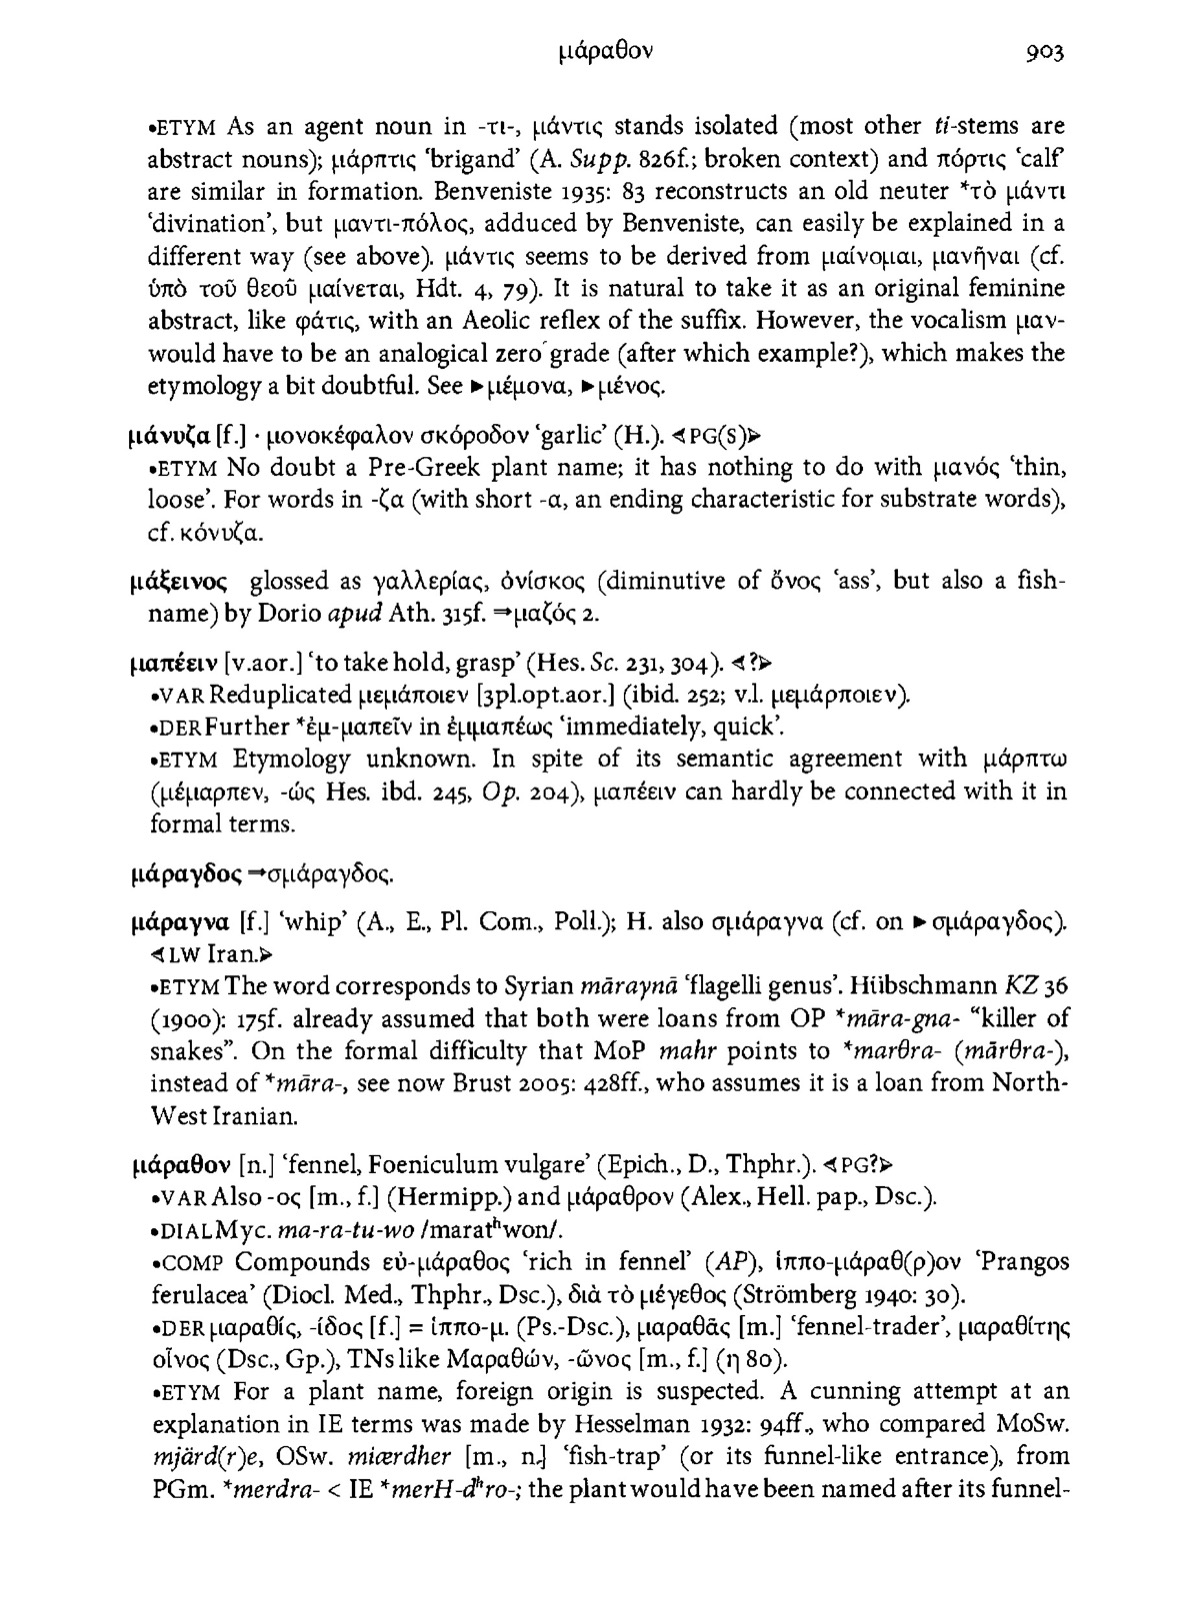 μάραθον 903
•ETYM As an agent noun in -τι-, μάντις stands isolated (most other ti-stems are
abstract nouns); μάρπτις ‘brigand’ (A. Supp. 826f.; broken context) and πόρτις ‘calf’
are similar in formation. Benveniste 1935: 83 reconstructs an old neuter *τὸ μάντι
‘divination’, but μαντι-πόλος, adduced by Benveniste, can easily be explained in a
different way (see above). μάντις seems to be derived from μαίνομαι, μανῆναι (cf.
ὑπὸ τοῦ θεοῦ μαίνεται, Hdt. 4, 79). It is natural to take it as an original feminine
abstract, like φάτις, with an Aeolic reflex of the suffix. However, the vocalism μαν-
would have to be an analogical zero grade (after which example?), which makes the
etymology a bit doubtful. See ►μέμονα, ►μένος.
μάνυζα [f.] · μονοκέφαλον σκόροδον ‘garlic’ (H.). ⋖PG(S)⋗
•ETYM No doubt a Pre-Greek plant name; it has nothing to do with μανός ‘thin,
loose’. For words in -ζα (with short -α, an ending characteristic for substrate words),
cf. κόνυζα.
μάξεινος glossed as γαλλερίας, ὀνίσκος (diminutive of ὄνος ‘ass’, but also a fish-
name) by Dorio apud Ath. 315f. ⇒μαζός 2.
μαπέειν [v.aor.] ‘to take hold, grasp’ (Hes. Sc. 231, 304). ⋖?⋗
•VAR Reduplicated μεμάποιεν [3pl.opt.aor.] (ibid. 252; v.l. μεμάρποιεν).
•DER Further *ἐμ-μαπεῖν in ἐμμαπέως ‘immediately, quick’.
•ETYM Etymology unknown. In spite of its semantic agreement with μάρπτω
(μέμαρπεν, -ώς Hes. ibd. 245, Op. 204), μαπέειν can hardly be connected with it in
formal terms.
μάραγδος ⇒σμάραγδος.
μάραγνα [f.] ‘whip’ (A., E., Pl. Com., Poll.); H. also σμάραγνα (cf. on ►σμάραγδος).
⋖LW Iran.⋗
•ETYM The word corresponds to Syrian māraγnā ‘flagelli genus’. Hübschmann KZ 36
(1900): 175f. already assumed that both were loans from OP *māra-gna- “killer of
snakes”. On the formal difficulty that MoP mahr points to *marθra- (mārθra-),
instead of *māra-, see now Brust 2005: 428ff., who assumes it is a loan from North-
West Iranian.
μάραθον [n.] ‘fennel, Foeniculum vulgare’ (Epich., D., Thphr.). ⋖PG?⋗
•VAR Also -ος [m., f.] (Hermipp.) and μάραθρον (Alex., Hell. pap., Dsc.).
•DIAL Myc. ma-ra-tu-wo /maratʰwon/.
•COMP Compounds εὐ-μάραθος ‘rich in fennel’ (AP), ἱππο-μάραθ(ρ)ον ‘Prangos
ferulacea’ (Diocl. Med., Thphr., Dsc.), διὰ τὸ μέγεθος (Strömberg 1940: 30).
•DER μαραθίς, -ίδος [f.] = ἱππο-μ. (Ps.-Dsc.), μαραθᾶς [m.] ‘fennel-trader’, μαραθίτης
οἶνος (Dsc., Gp.), TNs like Μαραθών, -ῶνος [m., f.] (η 80).
•ETYM For a plant name, foreign origin is suspected. A cunning attempt at an
explanation in IE terms was made by Hesselman 1932: 94ff., who compared MoSw.
mjärd(r)e, OSw. miærdher [m., n.] ‘fish-trap’ (or its funnel-like entrance), from
PGm. *merdra- < IE *merH-dʰro-; the plant would have been named after its funnel-